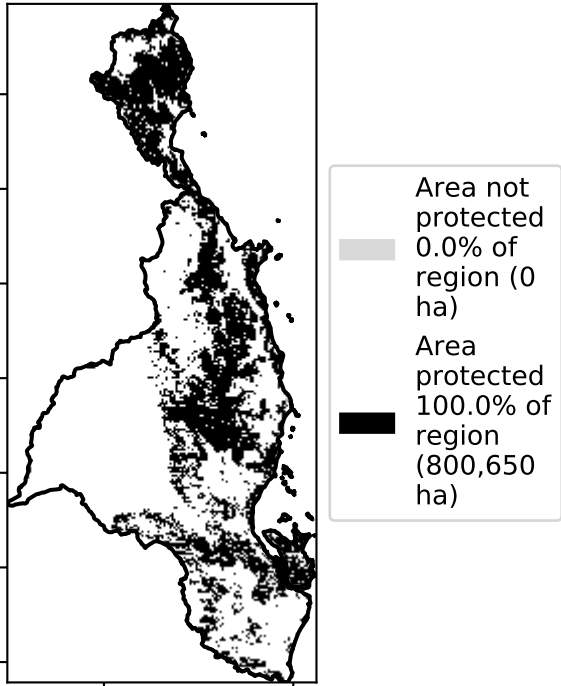 Area not
protected
0.0% of
region (0
ha)
Area
protected
100.0% of
region
(800,650
ha)